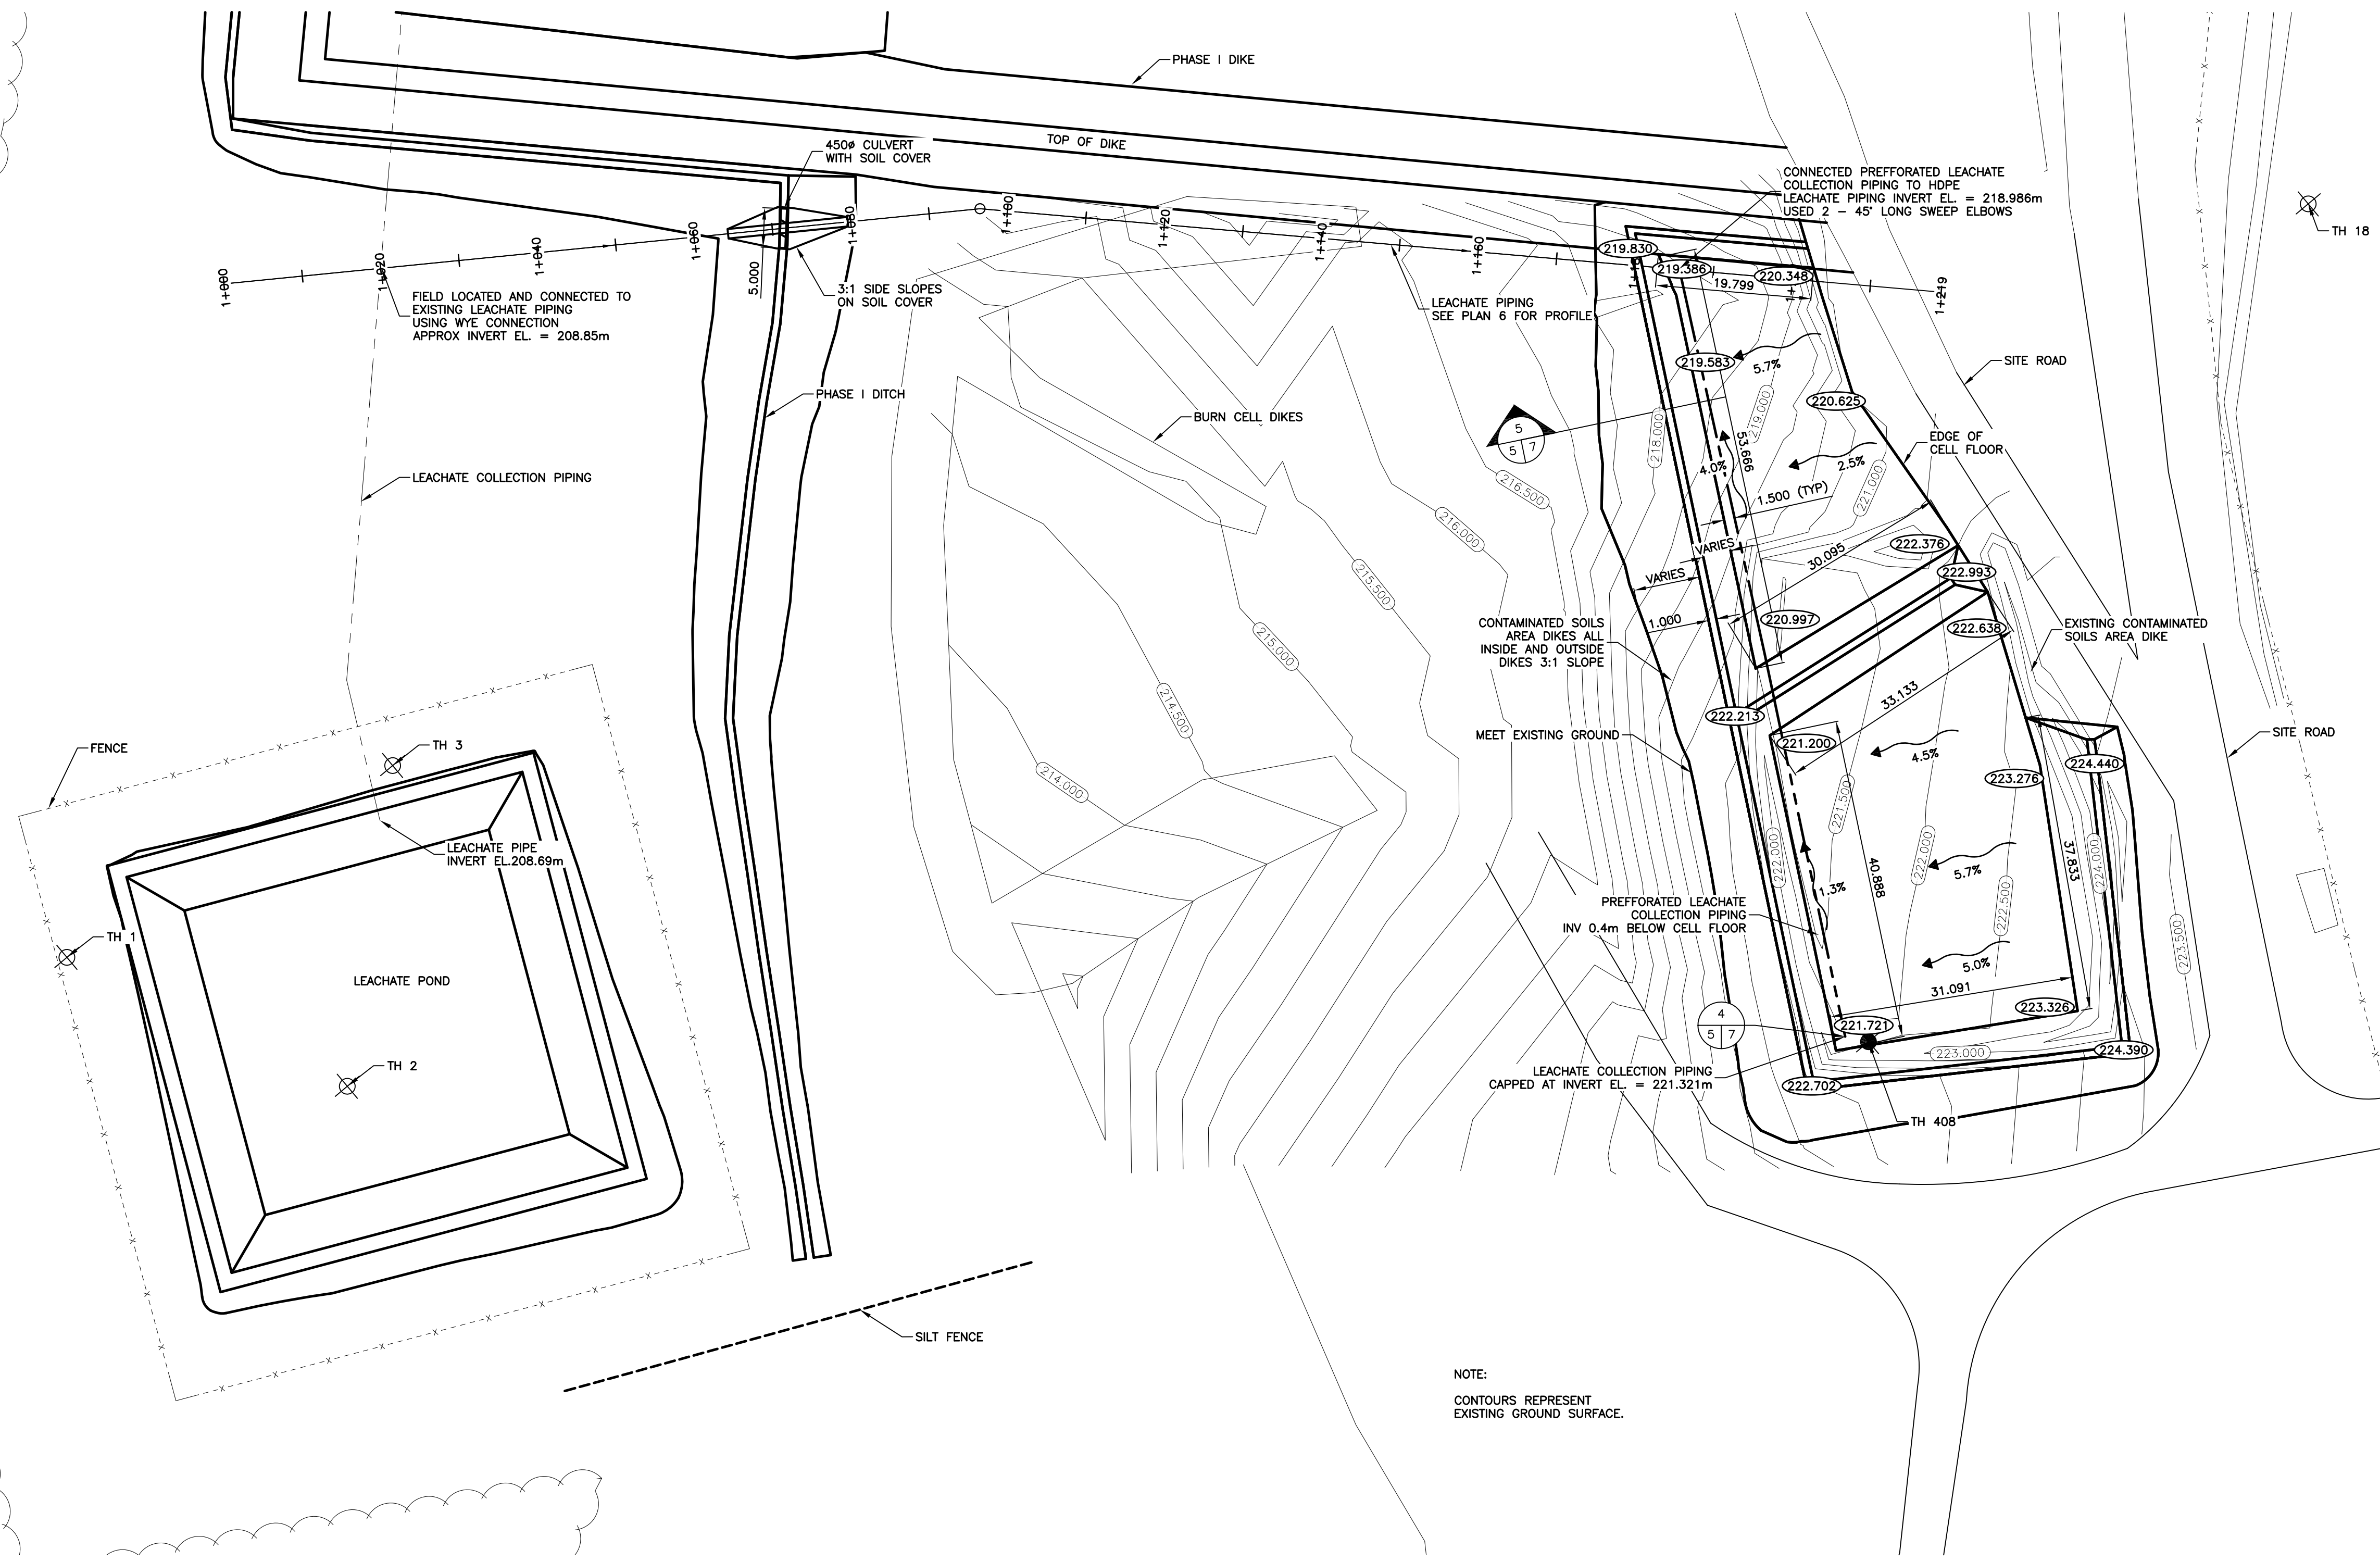 PHASE I DIKE
TOP OF DIKE
450ø CULVERT
WITH SOIL COVER
CONNECTED PREFFORATED LEACHATE
COLLECTION PIPING TO HDPE
LEACHATE PIPING INVERT EL. = 218.986m
USED 2 - 45° LONG SWEEP ELBOWS
TH 18
1+000
1+020
1+040
1+060
1+080
1+100
1+120
1+140
1+160
1+219
5.000
219.830
219.386
220.348
19.799
FIELD LOCATED AND CONNECTED TO
EXISTING LEACHATE PIPING
USING WYE CONNECTION
APPROX INVERT EL. = 208.85m
3:1 SIDE SLOPES
ON SOIL COVER
LEACHATE PIPING
SEE PLAN 6 FOR PROFILE
219.583
5.7%
SITE ROAD
PHASE I DITCH
BURN CELL DIKES
220.625
218.000
219.000
5
5 7
53.666
EDGE OF
CELL FLOOR
4.0%
2.5%
LEACHATE COLLECTION PIPING
216.500
221.000
1.500 (TYP)
216.000
VARIES
VARIES
30.095
222.376
222.993
215.500
1.000
220.997
222.638
CONTAMINATED SOILS
AREA DIKES ALL
INSIDE AND OUTSIDE
DIKES 3:1 SLOPE
EXISTING CONTAMINATED
SOILS AREA DIKE
215.000
214.500
33.133
222.213
MEET EXISTING GROUND
221.200
4.5%
SITE ROAD
FENCE
TH 3
214.000
223.276
224.440
221.500
222.000
222.000
224.000
37.833
40.888
5.7%
1.3%
222.500
LEACHATE PIPE
INVERT EL.208.69m
PREFFORATED LEACHATE
COLLECTION PIPING
INV 0.4m BELOW CELL FLOOR
TH 1
223.500
LEACHATE POND
5.0%
31.091
223.326
4
5 7
221.721
223.000
224.390
TH 2
LEACHATE COLLECTION PIPING
CAPPED AT INVERT EL. = 221.321m
222.702
TH 408
SILT FENCE
NOTE:
CONTOURS REPRESENT
EXISTING GROUND SURFACE.